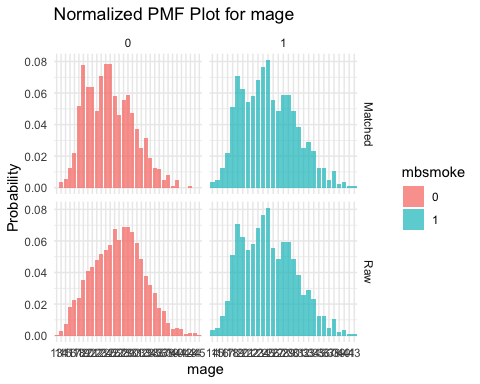 Normalized PMF Plot for mage
0 1
0.08
0.06
0.04
0.02
0.00
Matched
0.08
0.06
0.04
0.02
0.00
Raw
Probability
mage
mbsmoke
0
1